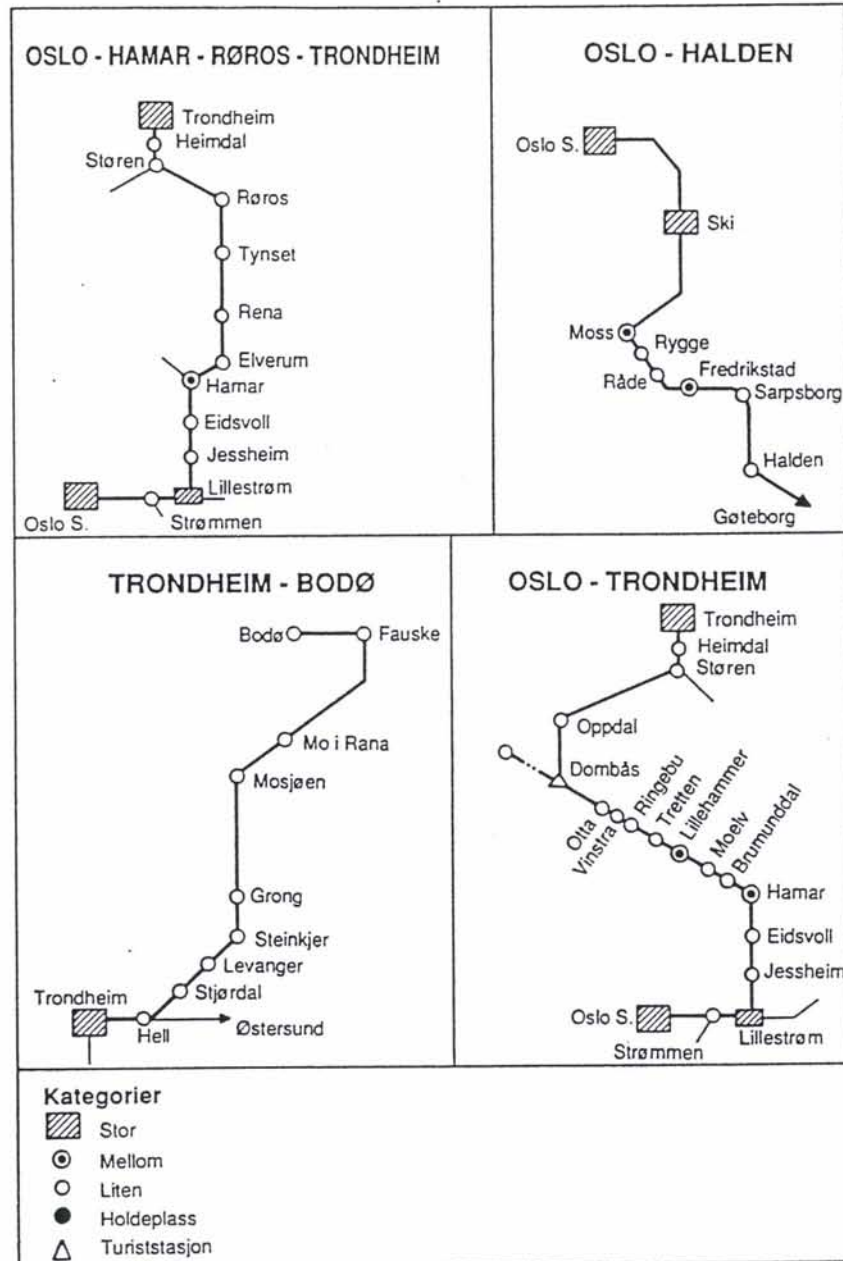 OSLO - HAMAR - RØROS - TRONDHEIM
Trondheim
Heimdal
Støren
Røros
Tynset
Rena
Elverum
Hamar
Eidsvoll
Jessheim
Lillestrøm
Oslo S.
Strømmen
OSLO - HALDEN
Oslo S.
Ski
Moss
Rygge
Råde
Fredrikstad
Sarpsborg
Halden
Gøteborg
TRONDHEIM - BODØ
Bodø
Fauske
Mo i Rana
Mosjøen
Grong
Steinkjer
Levanger
Stjørdal
Trondheim
Hell
Østersund
OSLO - TRONDHEIM
Trondheim
Heimdal
Støren
Oppdal
Dombås
Otta
Vinstra
Ringebu
Tretten
Lillehammer
Moelv
Brumunddal
Hamar
Eidsvoll
Jessheim
Oslo S.
Strømmen
Lillestrøm
Kategorier
Stor
Mellom
Liten
Holdeplass
Turiststasjon